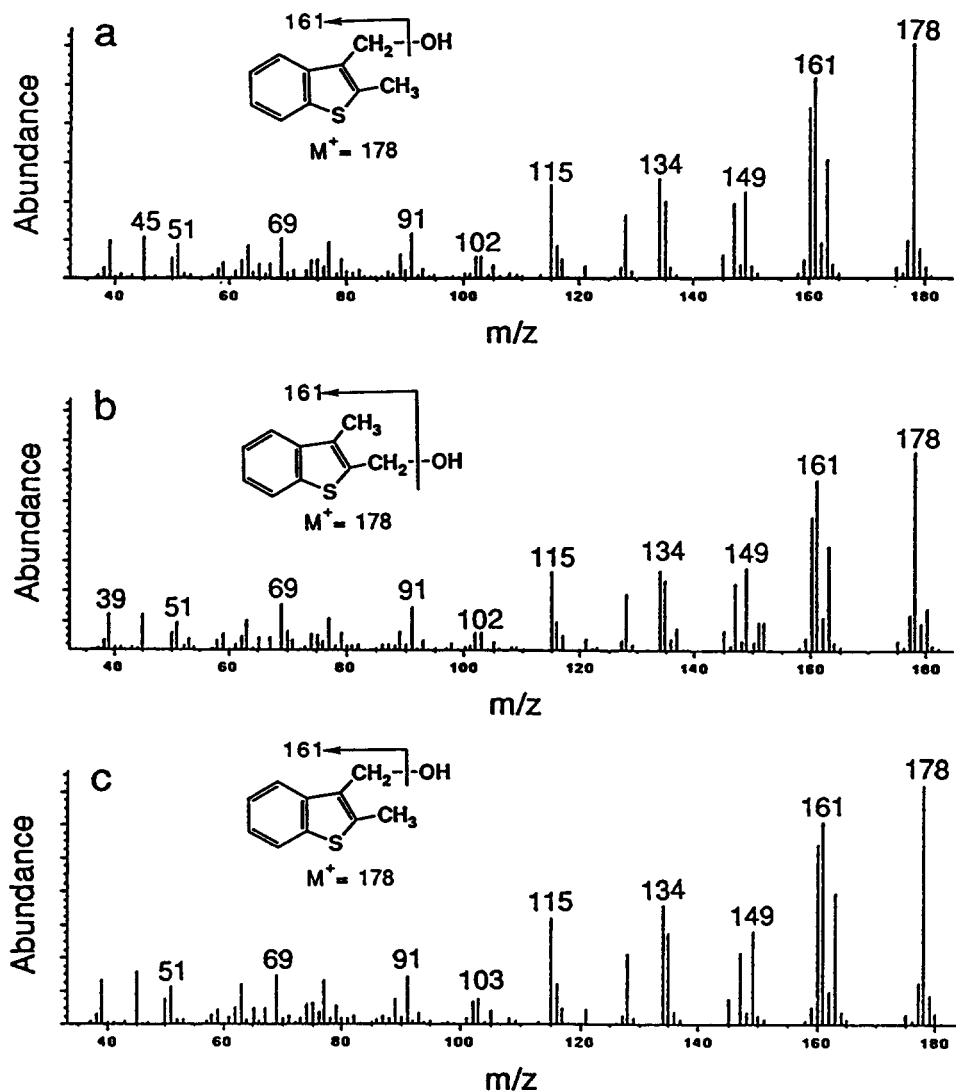 a
Abundance
161
CH2--OH
CH3
S
M+= 178
45 51 69 91 102 115 134 149 161 178
40 60 80 100 120 140 160 180
m/z
b
Abundance
161
CH3
CH2--OH
S
M+= 178
39 51 69 91 102 115 134 149 161 178
40 60 80 100 120 140 160 180
m/z
c
Abundance
161
CH2--OH
CH3
S
M+= 178
51 69 91 103 115 134 149 161 178
40 60 80 100 120 140 160 180
m/z